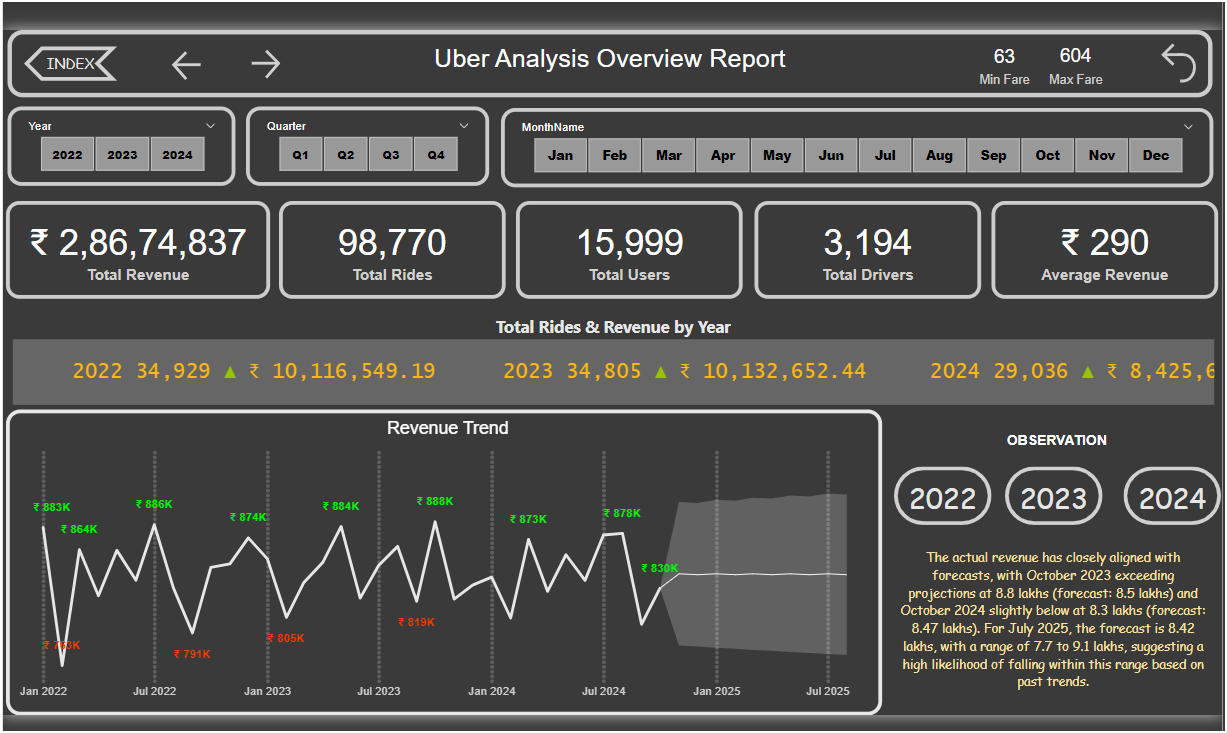 INDEX
Uber Analysis Overview Report
63
Min Fare
604
Max Fare
Year
2022 2023 2024
Quarter
Q1 Q2 Q3 Q4
MonthName
Jan Feb Mar Apr May Jun Jul Aug Sep Oct Nov Dec
₹ 2,86,74,837
Total Revenue
98,770
Total Rides
15,999
Total Users
3,194
Total Drivers
₹ 290
Average Revenue
Total Rides & Revenue by Year
2022 34,929 ▲ ₹ 10,116,549.19 2023 34,805 ▲ ₹ 10,132,652.44 2024 29,036 ▲ ₹ 8,425,6
Revenue Trend
₹ 883K
₹ 864K
₹ 886K
₹ 874K
₹ 884K
₹ 888K
₹ 873K
₹ 878K
₹ 830K
₹ 791K
₹ 805K
₹ 819K
Jan 2022 Jul 2022 Jan 2023 Jul 2023 Jan 2024 Jul 2024 Jan 2025 Jul 2025
OBSERVATION
2022 2023 2024
The actual revenue has closely aligned with
forecasts, with October 2023 exceeding
projections at 8.8 lakhs (forecast: 8.5 lakhs) and
October 2024 slightly below at 8.3 lakhs (forecast:
8.47 lakhs). For July 2025, the forecast is 8.42
lakhs, with a range of 7.7 to 9.1 lakhs, suggesting a
high likelihood of falling within this range based on
past trends.